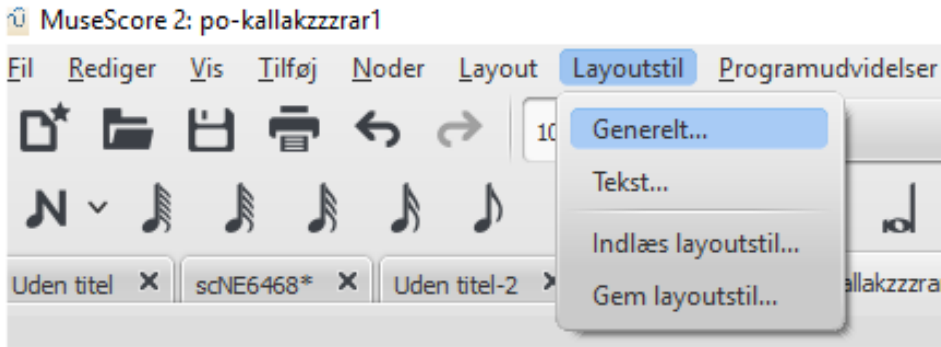 MuseScore 2: po-kallakzzzrar1
Fil Rediger Vis Tilføj Noder Layout Layoutstil Programudvidelser
10
Generelt...
Tekst...
Indlæs layoutstil...
Gem layoutstil...
Uden titel scNE6468* Uden titel-2 allakzzzrar